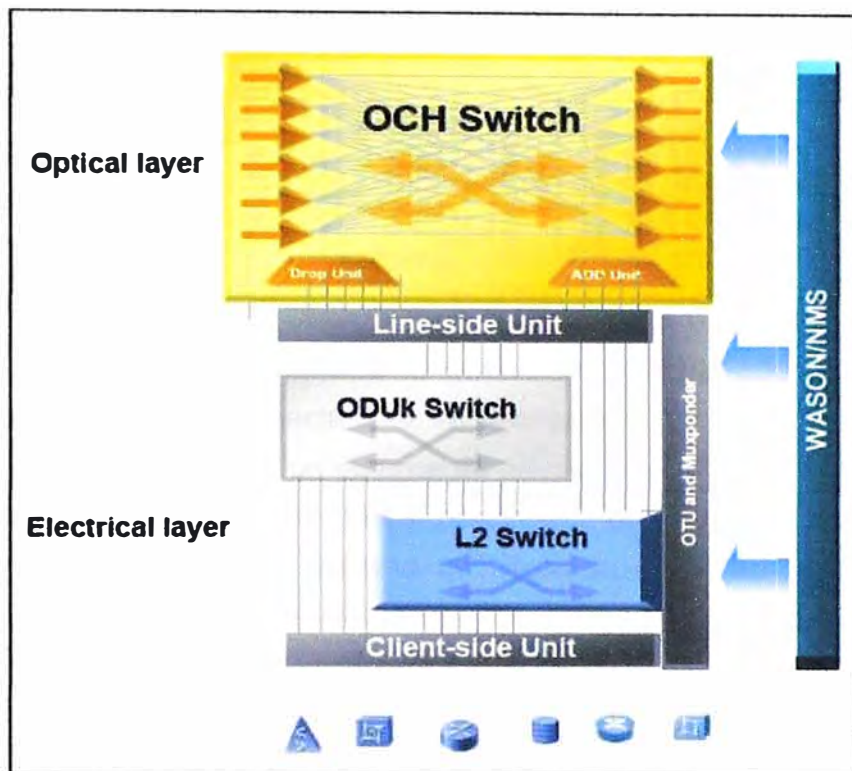 OCH Switch
Optical layer
Drop Unit
ADD Unit
Line-side Unit
ODUk Switch
Electrical layer
L2 Switch
Client-side Unit
OTU and Muxponder
WASON/NMS